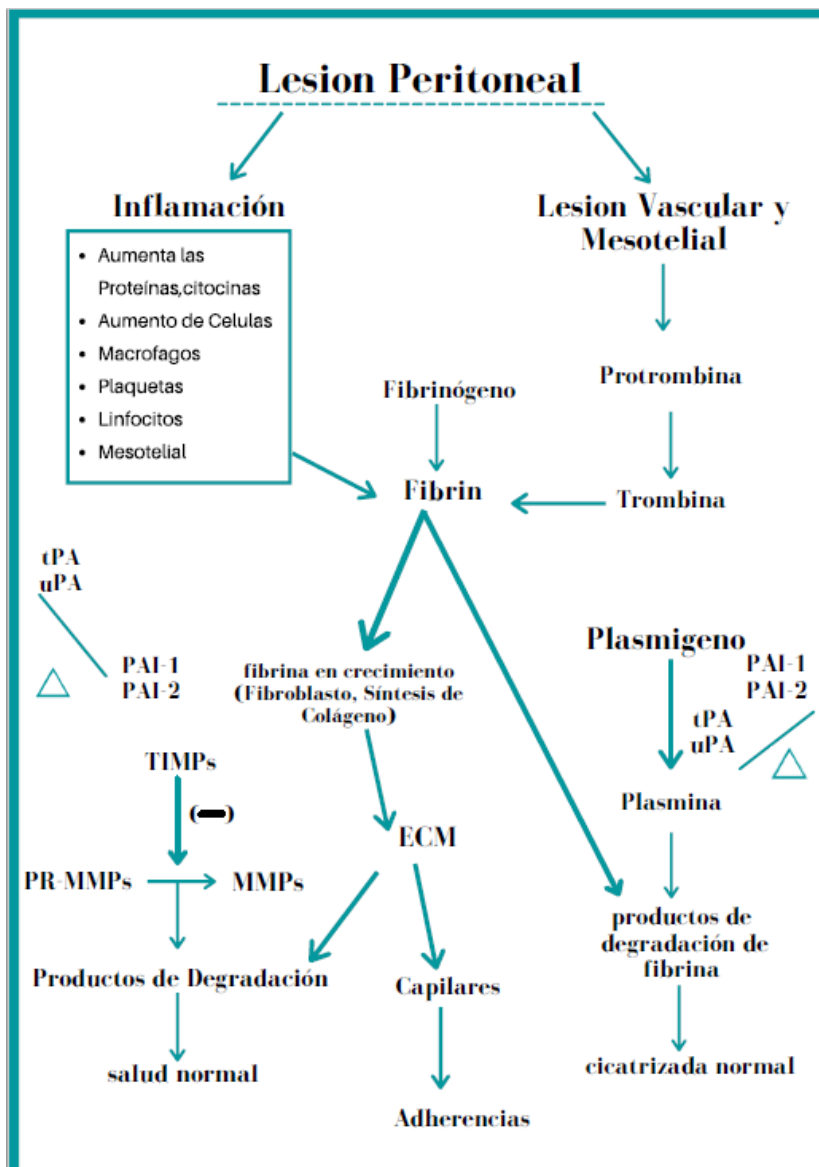 Lesion Peritoneal
Inflamación
Lesion Vascular y
Mesotelial
• Aumenta las
Proteínas,citocinas
• Aumento de Celulas
• Macrofagos
• Plaquetas
• Linfocitos
• Mesotelial
Protrombina
Fibrinógeno
Fibrin
Trombina
tPA
uPA
PAI-1
PAI-2
fibrina en crecimiento
(Fibroblasto, Síntesis de
Colágeno)
Plasmigeno
PAI-1
PAI-2
tPA
uPA
Plasmina
TIMPs
(—)
ECM
PR-MMPs
MMPs
productos de
degradación de
fibrina
Productos de Degradación
Capilares
salud normal
cicatrizada normal
Adherencias